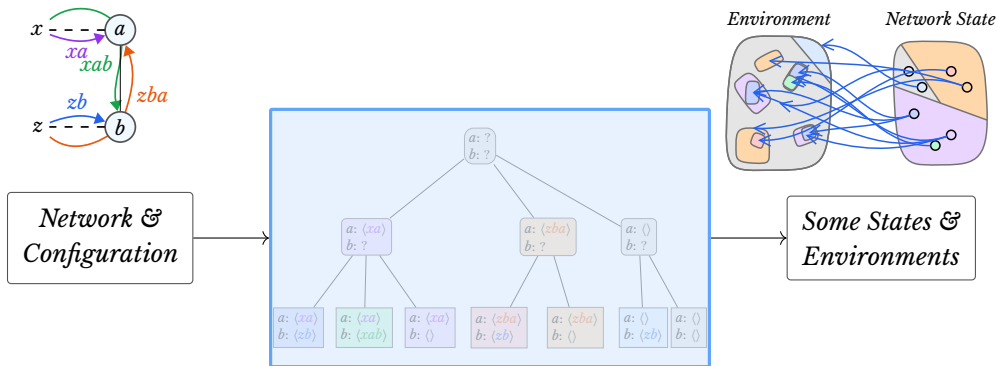 x
a
xa
xab
zba
zb
z
b
Environment
Network State
a: ?
b: ?
Network &
Configuration
a: ⟨xa⟩
b: ?
a: ⟨zba⟩
b: ?
a: ⟨⟩
b: ?
Some States &
Environments
a: ⟨xa⟩
b: ⟨zb⟩
a: ⟨xa⟩
b: ⟨xab⟩
a: ⟨xa⟩
b: ⟨⟩
a: ⟨zba⟩
b: ⟨zb⟩
a: ⟨zba⟩
b: ⟨⟩
a: ⟨⟩
b: ⟨zb⟩
a: ⟨⟩
b: ⟨⟩